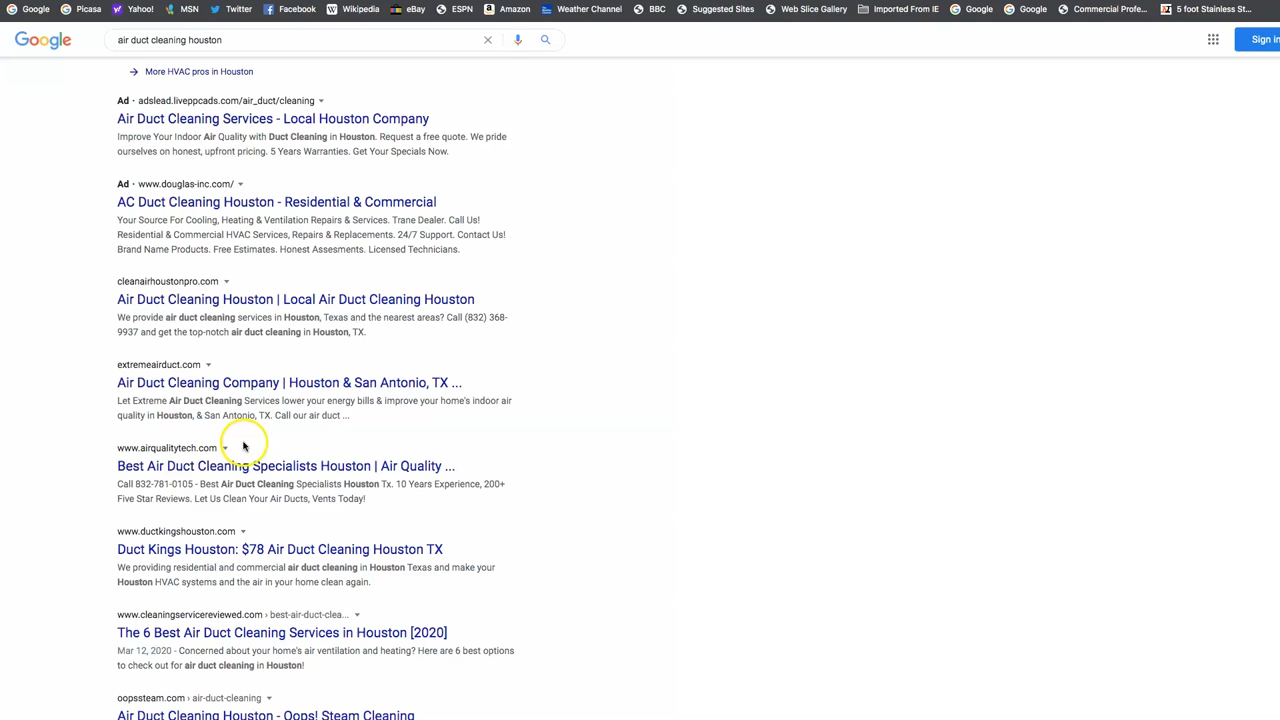 Google
Picasa
Yahoo!
MSN
Twitter
Facebook
Wikipedia
eBay
ESPN
Amazon
Weather Channel
BBC
Suggested Sites
Web Slice Gallery
Imported From IE
Google
Google
Commercial Profe...
5 foot Stainless St...
Google
air duct cleaning houston
Sign in
More HVAC pros in Houston
Ad · adslead.liveppcads.com/air_duct/cleaning
Air Duct Cleaning Services - Local Houston Company
Improve Your Indoor Air Quality with Duct Cleaning in Houston. Request a free quote. We pride
ourselves on honest, upfront pricing. 5 Years Warranties. Get Your Specials Now.
Ad · www.douglas-inc.com/
AC Duct Cleaning Houston - Residential & Commercial
Your Source For Cooling, Heating & Ventilation Repairs & Services. Trane Dealer. Call Us!
Residential & Commercial HVAC Services, Repairs & Replacements. 24/7 Support. Contact Us!
Brand Name Products. Free Estimates. Honest Assesments. Licensed Technicians.
cleanairhoustonpro.com
Air Duct Cleaning Houston | Local Air Duct Cleaning Houston
We provide air duct cleaning services in Houston, Texas and the nearest areas? Call (832) 368-
9937 and get the top-notch air duct cleaning in Houston, TX.
extremeairduct.com
Air Duct Cleaning Company | Houston & San Antonio, TX ...
Let Extreme Air Duct Cleaning Services lower your energy bills & improve your home's indoor air
quality in Houston, & San Antonio, TX. Call our air duct ...
www.airqualitytech.com
Best Air Duct Cleaning Specialists Houston | Air Quality ...
Call 832-781-0105 - Best Air Duct Cleaning Specialists Houston Tx. 10 Years Experience, 200+
Five Star Reviews. Let Us Clean Your Air Ducts, Vents Today!
www.ductkingshouston.com
Duct Kings Houston: $78 Air Duct Cleaning Houston TX
We providing residential and commercial air duct cleaning in Houston Texas and make your
Houston HVAC systems and the air in your home clean again.
www.cleaningservicereviewed.com › best-air-duct-clea...
The 6 Best Air Duct Cleaning Services in Houston [2020]
Mar 12, 2020 - Concerned about your home's air ventilation and heating? Here are 6 best options
to check out for air duct cleaning in Houston!
oopssteam.com › air-duct-cleaning
Air Duct Cleaning Houston - Oops! Steam Cleaning